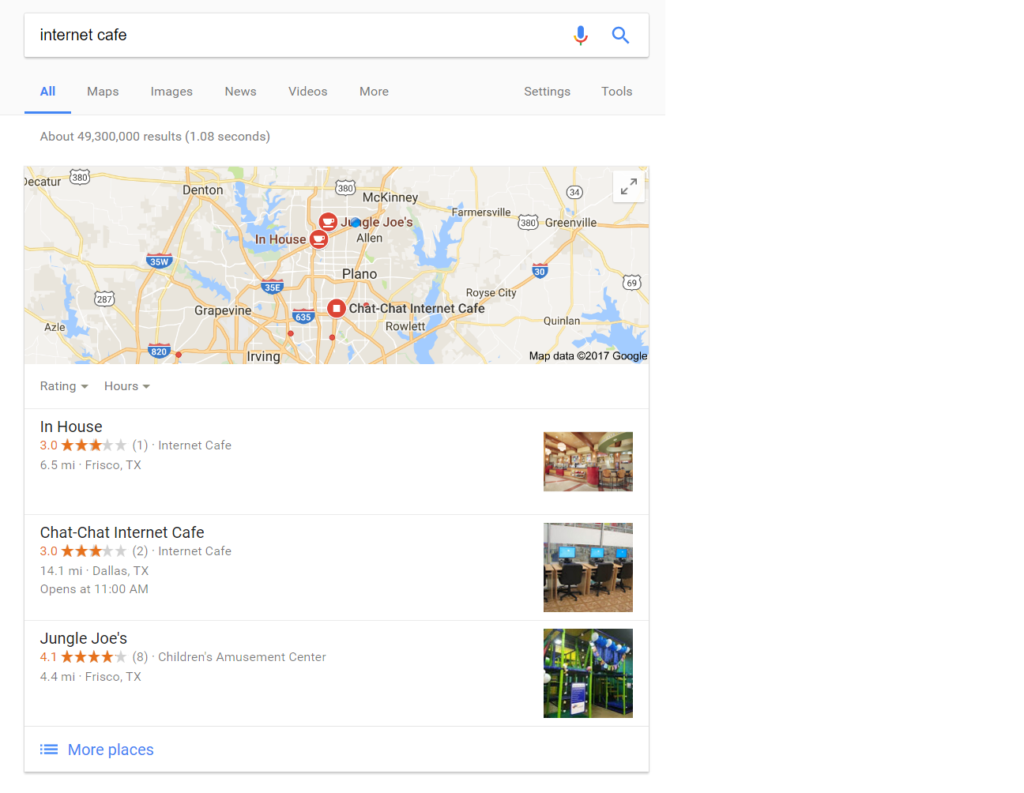 internet cafe
All Maps Images News Videos More Settings Tools
About 49,300,000 results (1.08 seconds)
Decatur 380
Denton
380
McKinney
34
Farmersville
380 Greenville
Jungle Joe's
In House
Allen
35W
30
Plano
35E
69
287
Royse City
Grapevine
635
Chat-Chat Internet Cafe
Azle
Rowlett
Quinlan
820
Irving
Map data ©2017 Google
Rating Hours
In House
3.0 (1) · Internet Cafe
6.5 mi · Frisco, TX
Chat-Chat Internet Cafe
3.0 (2) · Internet Cafe
14.1 mi · Dallas, TX
Opens at 11:00 AM
Jungle Joe's
4.1 (8) · Children's Amusement Center
4.4 mi · Frisco, TX
More places